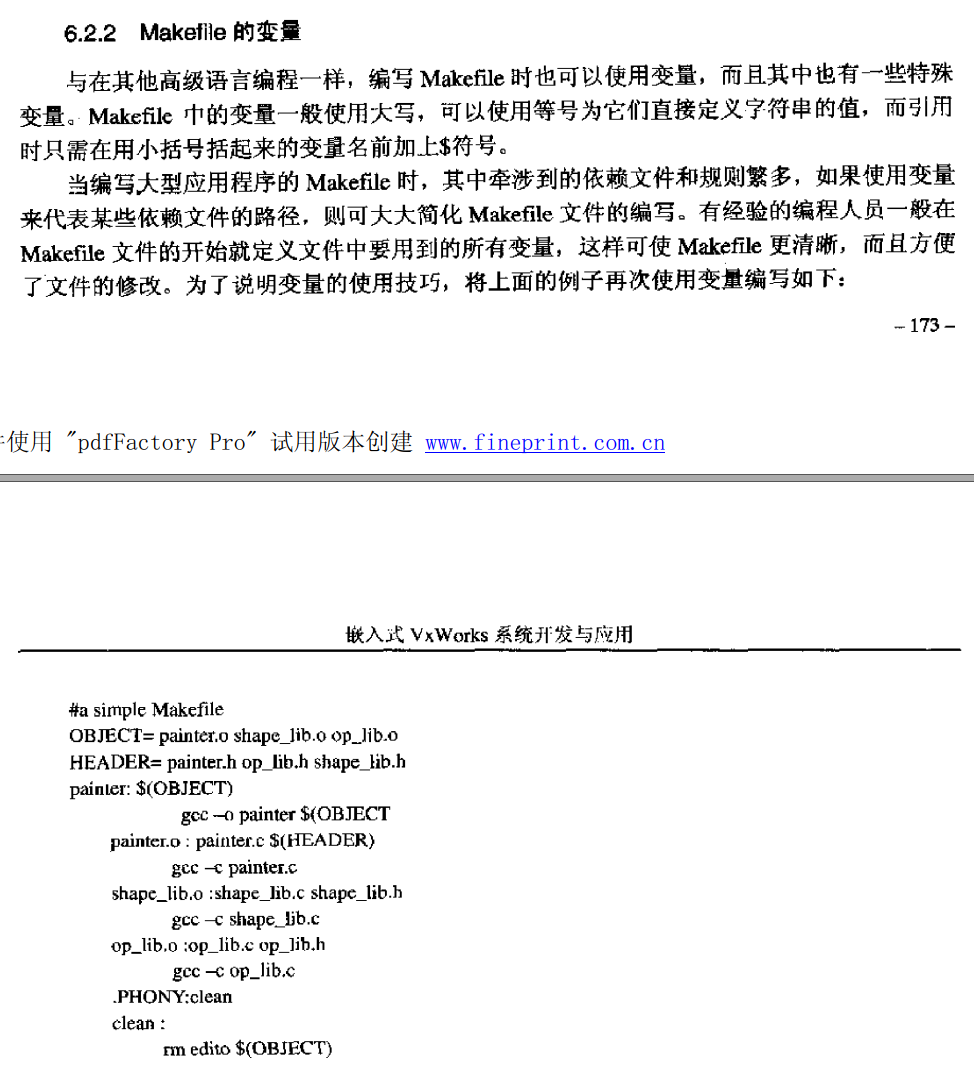 6.2.2 Makefile 的变量
与在其他高级语言编程一样，编写 Makefile 时也可以使用变量，而且其中也有一些特殊
变量。Makefile 中的变量一般使用大写，可以使用等号为它们直接定义字符串的值，而引用
时只需在用小括号括起来的变量名前加上$符号。
当编写大型应用程序的 Makefile 时，其中牵涉到的依赖文件和规则繁多，如果使用变量
来代表某些依赖文件的路径，则可大大简化 Makefile 文件的编写。有经验的编程人员一般在
Makefile 文件的开始就定义文件中要用到的所有变量，这样可使 Makefile 更清晰，而且方便
了文件的修改。为了说明变量的使用技巧，将上面的例子再次使用变量编写如下：
– 173 –
使用 "pdfFactory Pro" 试用版本创建 www.fineprint.com.cn
嵌入式 VxWorks 系统开发与应用
#a simple Makefile
OBJECT= painter.o shape_lib.o op_lib.o
HEADER= painter.h op_lib.h shape_lib.h
painter: $(OBJECT)
gcc –o painter $(OBJECT
painter.o : painter.c $(HEADER)
gcc –c painter.c
shape_lib.o :shape_lib.c shape_lib.h
gcc –c shape_lib.c
op_lib.o :op_lib.c op_lib.h
gcc –c op_lib.c
.PHONY:clean
clean :
rm edito $(OBJECT)